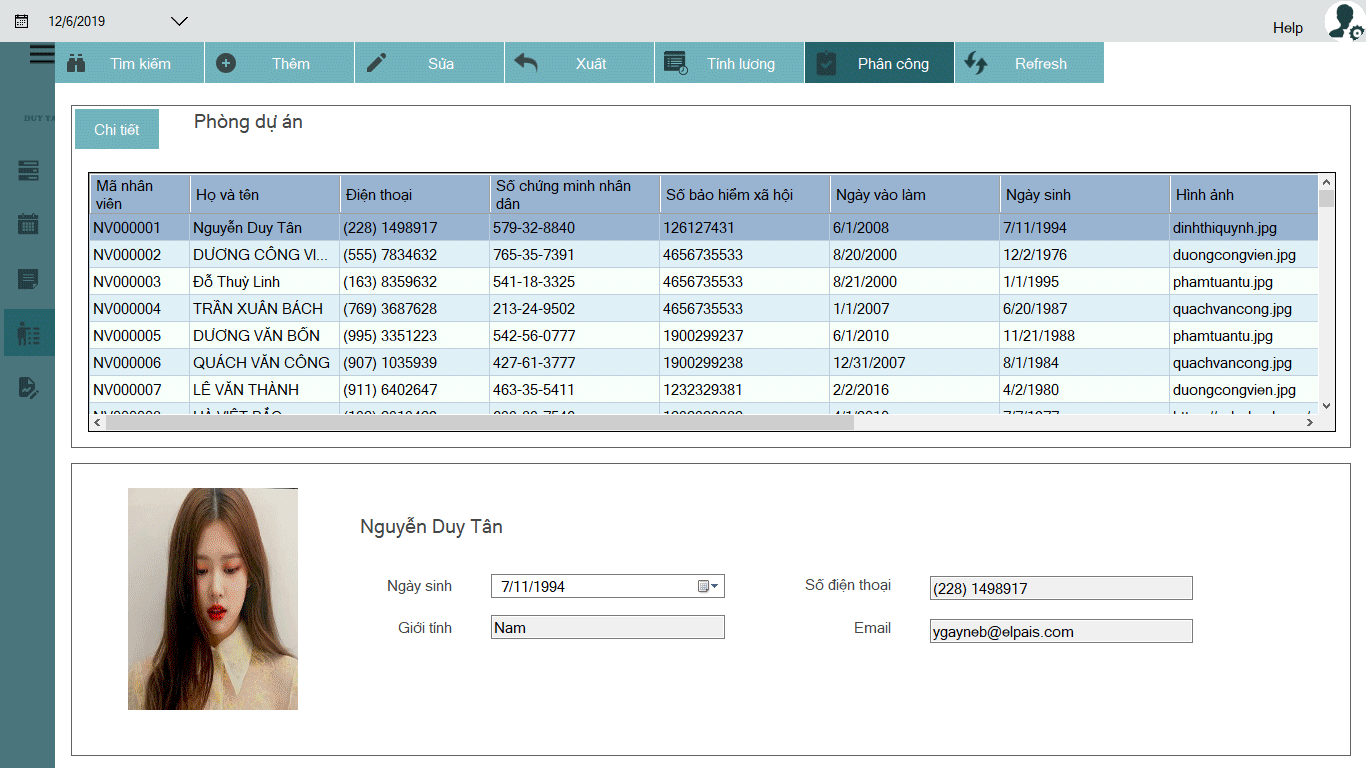 12/6/2019
Help
Tìm kiếm
Thêm
Sửa
Xuất
Tính lương
Phân công
Refresh
DUY TA
Chi tiết
Phòng dự án
Mã nhân viên Họ và tên Điện thoại Số chứng minh nhân dân Số bảo hiểm xã hội Ngày vào làm Ngày sinh Hình ảnh
NV000001 Nguyễn Duy Tân (228) 1498917 579-32-8840 126127431 6/1/2008 7/11/1994 dinhthiquynh.jpg
NV000002 DƯƠNG CÔNG VI... (555) 7834632 765-35-7391 4656735533 8/20/2000 12/2/1976 duongcongvien.jpg
NV000003 Đỗ Thuỳ Linh (163) 8359632 541-18-3325 4656735533 8/21/2000 1/1/1995 phamtuantu.jpg
NV000004 TRẦN XUÂN BÁCH (769) 3687628 213-24-9502 4656735533 1/1/2007 6/20/1987 quachvancong.jpg
NV000005 DƯƠNG VĂN BỐN (995) 3351223 542-56-0777 1900299237 6/1/2010 11/21/1988 phamtuantu.jpg
NV000006 QUÁCH VĂN CÔNG (907) 1035939 427-61-3777 1900299238 12/31/2007 8/1/1984 quachvancong.jpg
NV000007 LÊ VĂN THÀNH (911) 6402647 463-35-5411 1232329381 2/2/2016 4/2/1980 duongcongvien.jpg
Nguyễn Duy Tân
Ngày sinh 7/11/1994 Số điện thoại (228) 1498917
Giới tính Nam Email ygayneb@elpais.com